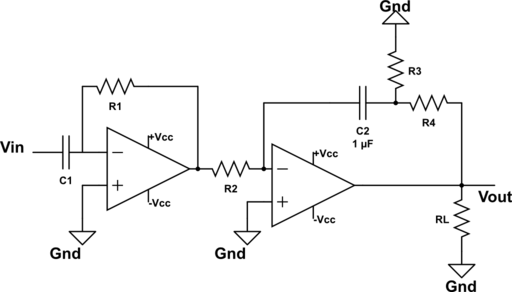 Gnd
R3
R1
C2
1 µF
R4
Vin
C1
+Vcc
-Vcc
R2
+Vcc
-Vcc
Vout
RL
Gnd
Gnd
Gnd